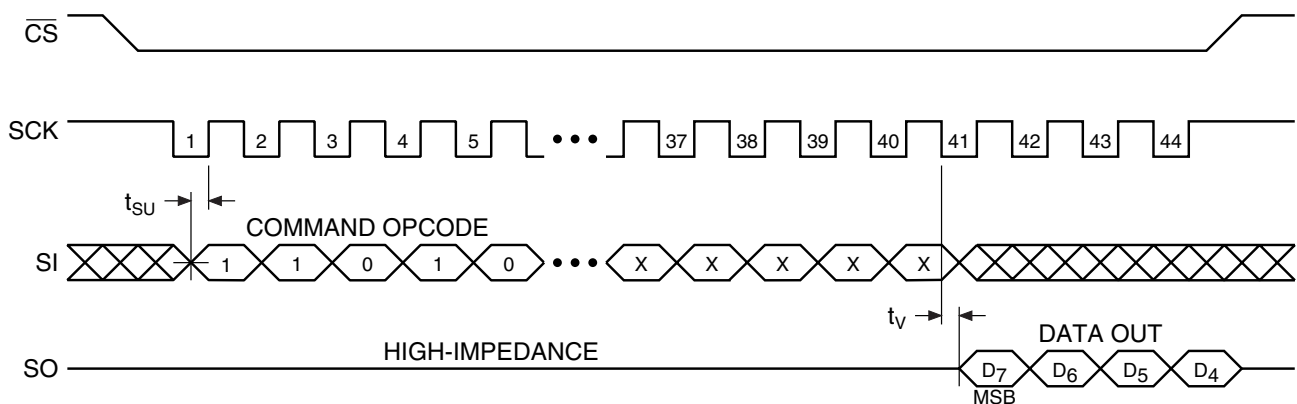 CS
SCK 1 2 3 4 5 ••• 37 38 39 40 41 42 43 44
tSU
COMMAND OPCODE
SI 1 1 0 1 0 ••• X X X X X
tV
HIGH-IMPEDANCE
DATA OUT
SO D7 D6 D5 D4
MSB